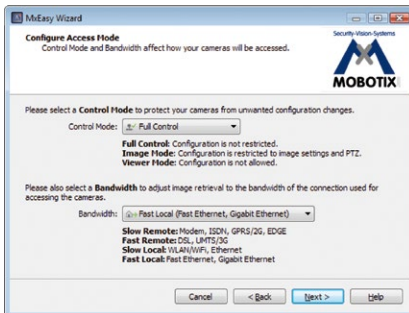 MxEasy Wizard
Configure Access Mode
Control Mode and Bandwidth affect how your cameras will be accessed.
Security-Vision-Systems
MOBOTIX
Please select a Control Mode to protect your cameras from unwanted configuration changes.
Control Mode: Full Control
Full Control: Configuration is not restricted.
Image Mode: Configuration is restricted to image settings and PTZ.
Viewer Mode: Configuration is not allowed.
Please also select a Bandwidth to adjust image retrieval to the bandwidth of the connection used for
accessing the cameras.
Bandwidth: Fast Local (Fast Ethernet, Gigabit Ethernet)
Slow Remote: Modem, ISDN, GPRS/2G, EDGE
Fast Remote: DSL, UMTS/3G
Slow Local: WLAN/WiFi, Ethernet
Fast Local: Fast Ethernet, Gigabit Ethernet
Cancel < Back Next > Help